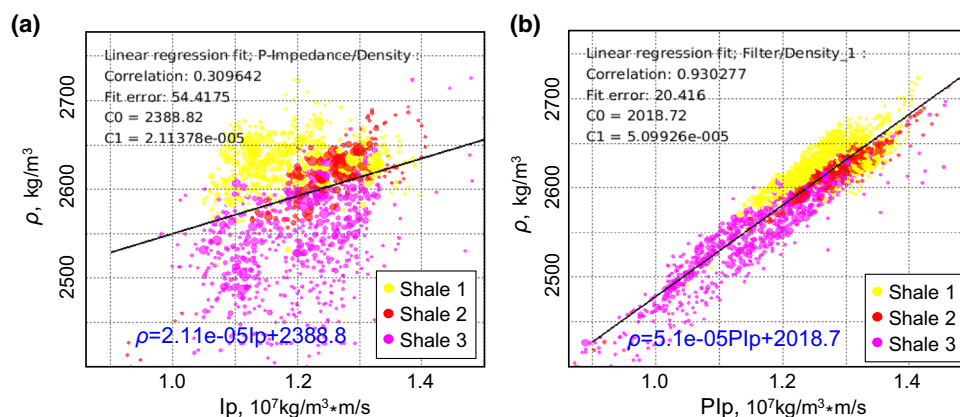 (a)
Linear regression fit; P-Impedance/Density :
Correlation: 0.309642
Fit error: 54.4175
C0 = 2388.82
C1 = 2.11378e-005
2700
2600
2500
ρ, kg/m³
Shale 1
Shale 2
Shale 3
ρ=2.11e-05Ip+2388.8
1.0
1.2
1.4
Ip, 10⁷kg/m³*m/s
(b)
Linear regression fit; Filter/Density_1 :
Correlation: 0.930277
Fit error: 20.416
C0 = 2018.72
C1 = 5.09926e-005
2700
2600
2500
ρ, kg/m³
Shale 1
Shale 2
Shale 3
ρ=5.1e-05PIp+2018.7
1.0
1.2
1.4
PIp, 10⁷kg/m³*m/s